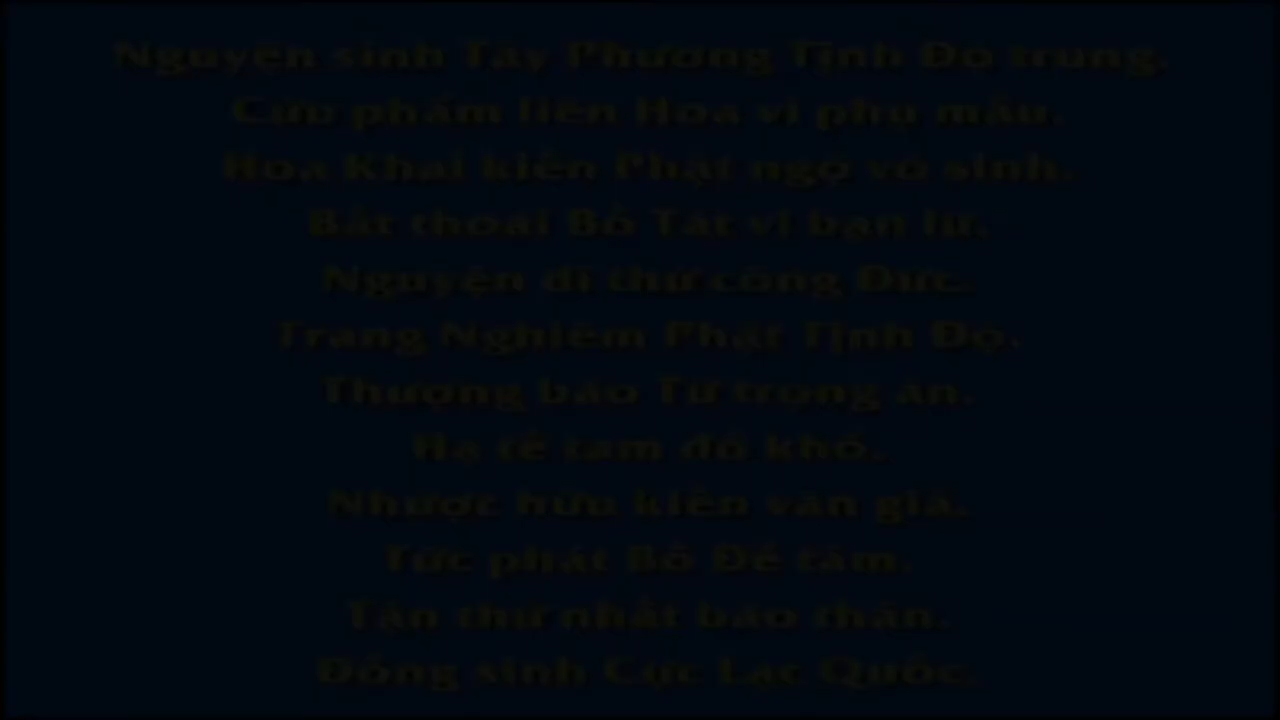 Nguyện sinh Tây Phương Tịnh Độ trung.
Cửu phẩm liên Hoa vi phụ mẫu.
Hoa Khai kiến Phật ngộ vô sinh.
Bất thoái Bồ Tát vi bạn lữ.
Nguyện dĩ thử công Đức.
Trang Nghiêm Phật Tịnh Độ.
Thượng báo Tứ trọng ân.
Hạ tế tam đồ khổ.
Nhược hữu kiến văn giả.
Tức phát Bồ Đề tâm.
Tận thử nhất báo thân.
Đồng sinh Cực Lạc Quốc.